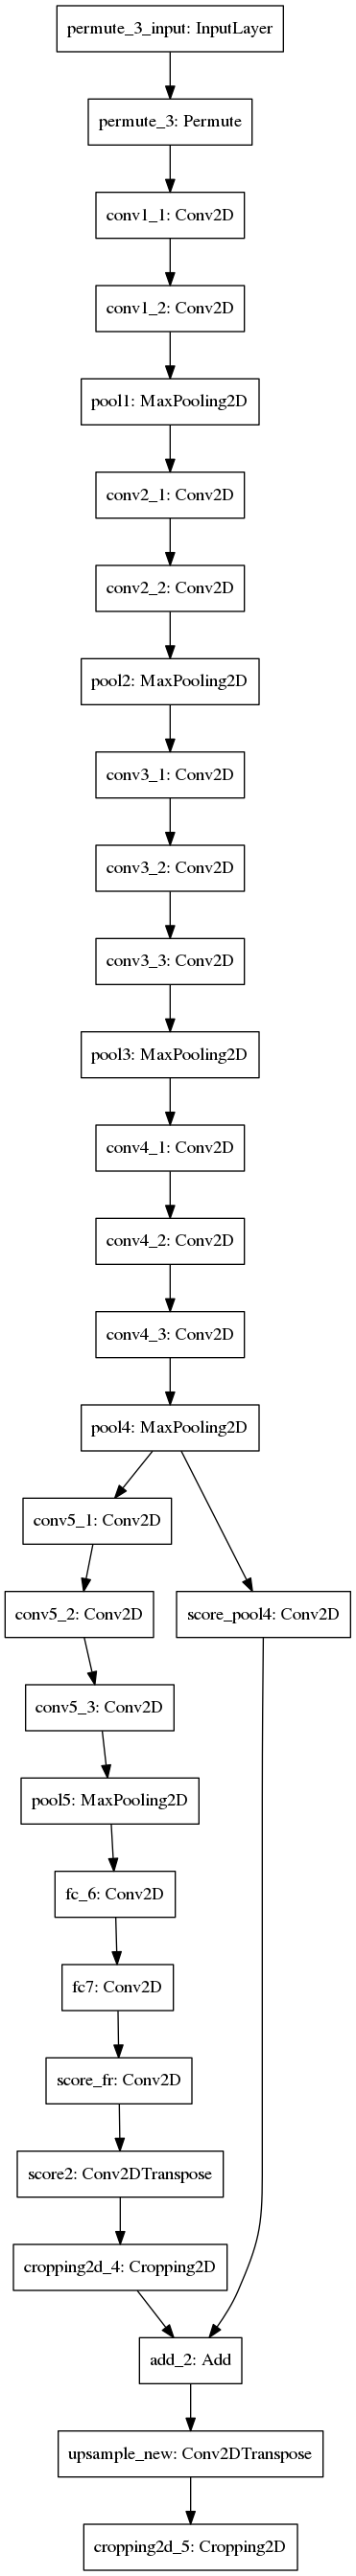 permute_3_input: InputLayer
permute_3: Permute
conv1_1: Conv2D
conv1_2: Conv2D
pool1: MaxPooling2D
conv2_1: Conv2D
conv2_2: Conv2D
pool2: MaxPooling2D
conv3_1: Conv2D
conv3_2: Conv2D
conv3_3: Conv2D
pool3: MaxPooling2D
conv4_1: Conv2D
conv4_2: Conv2D
conv4_3: Conv2D
pool4: MaxPooling2D
conv5_1: Conv2D
conv5_2: Conv2D
score_pool4: Conv2D
conv5_3: Conv2D
pool5: MaxPooling2D
fc_6: Conv2D
fc7: Conv2D
score_fr: Conv2D
score2: Conv2DTranspose
cropping2d_4: Cropping2D
add_2: Add
upsample_new: Conv2DTranspose
cropping2d_5: Cropping2D